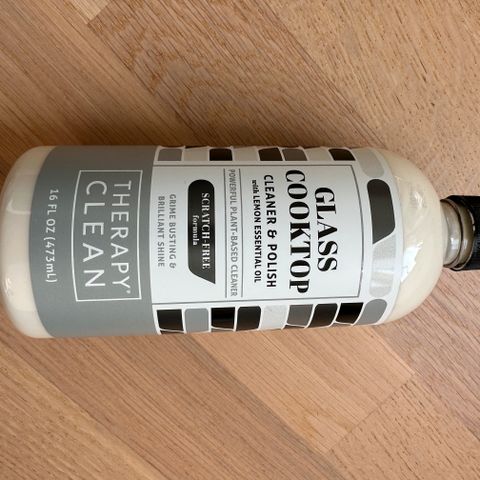 GLASS
COOKTOP
CLEANER & POLISH
with LEMON ESSENTIAL OIL
POWERFUL PLANT-BASED CLEANER
SCRATCH-FREE
formula
GRIME BUSTING &
BRILLIANT SHINE
THERAPY®
CLEAN
16 FL OZ (473mL)